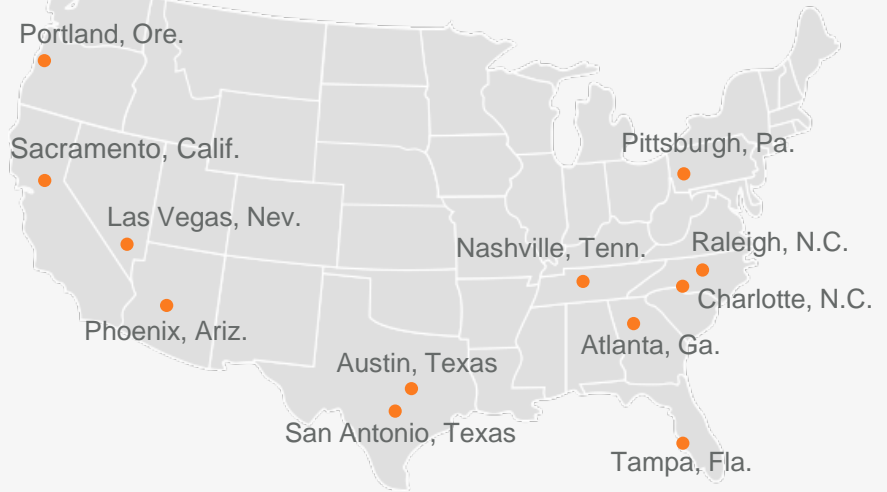 Portland, Ore.
Sacramento, Calif.
Pittsburgh, Pa.
Las Vegas, Nev.
Nashville, Tenn.
Raleigh, N.C.
Charlotte, N.C.
Phoenix, Ariz.
Atlanta, Ga.
Austin, Texas
San Antonio, Texas
Tampa, Fla.